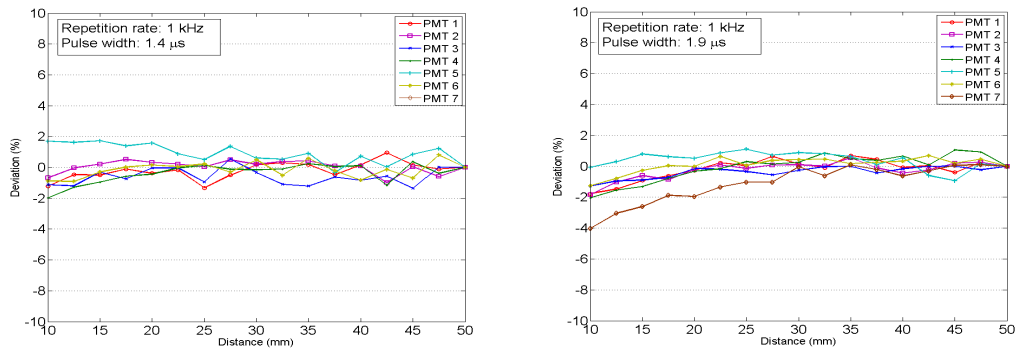 Repetition rate: 1 kHz
Pulse width: 1.4 μs
PMT 1
PMT 2
PMT 3
PMT 4
PMT 5
PMT 6
PMT 7
Deviation (%)
10
8
6
4
2
0
-2
-4
-6
-8
-10
10 15 20 25 30 35 40 45 50
Distance (mm)
Repetition rate: 1 kHz
Pulse width: 1.9 μs
PMT 1
PMT 2
PMT 3
PMT 4
PMT 5
PMT 6
PMT 7
Deviation (%)
10
8
6
4
2
0
-2
-4
-6
-8
-10
10 15 20 25 30 35 40 45 50
Distance (mm)